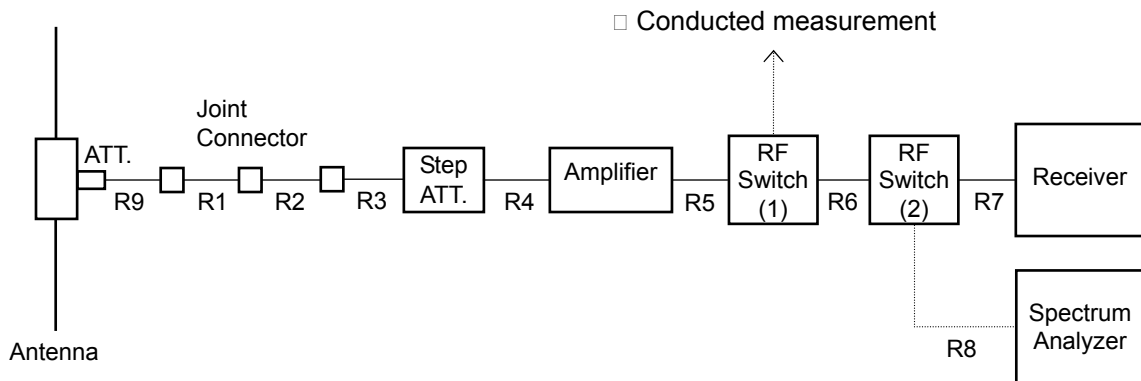 □ Conducted measurement
Joint
Connector
ATT.
R9
R1
R2
R3
Step
ATT.
R4
Amplifier
R5
RF
Switch
(1)
R6
RF
Switch
(2)
R7
Receiver
R8
Spectrum
Analyzer
Antenna